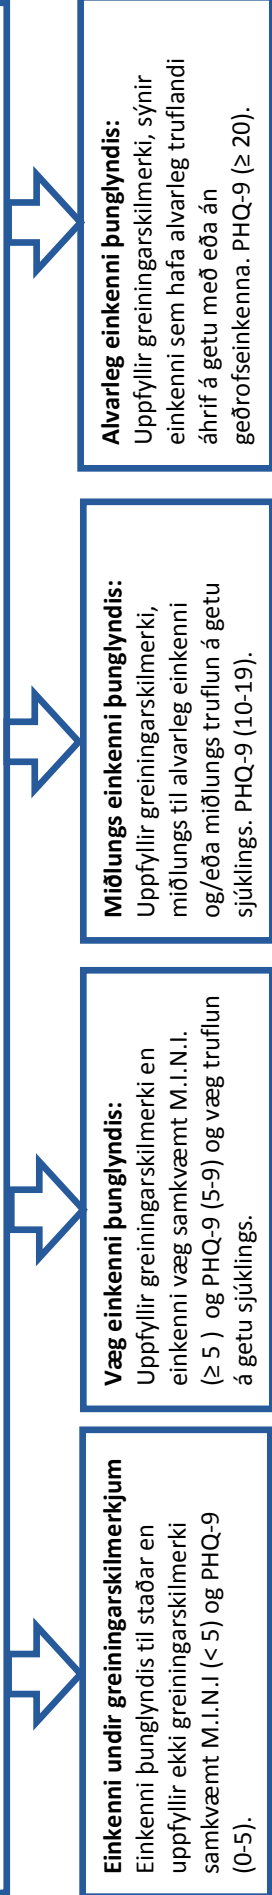 Einkenni undir greiningarskilmerkjum
Einkenni þunglyndis til staðar en
uppfyllir ekki greiningarskilmerki
samkvæmt M.I.N.I (< 5) og PHQ-9
(0-5).
Væg einkenni þunglyndis:
Uppfyllir greiningarskilmerki en
einkenni væg samkvæmt M.I.N.I.
(≥ 5 ) og PHQ-9 (5-9) og væg truflun
á getu sjúklings.
Miðlungs einkenni þunglyndis:
Uppfyllir greiningarskilmerki,
miðlungs til alvarleg einkenni
og/eða miðlungs truflun á getu
sjúklings. PHQ-9 (10-19).
Alvarleg einkenni þunglyndis:
Uppfyllir greiningarskilmerki, sýnir
einkenni sem hafa alvarleg truflandi
áhrif á getu með eða án
geðrofseinkenna. PHQ-9 (≥ 20).